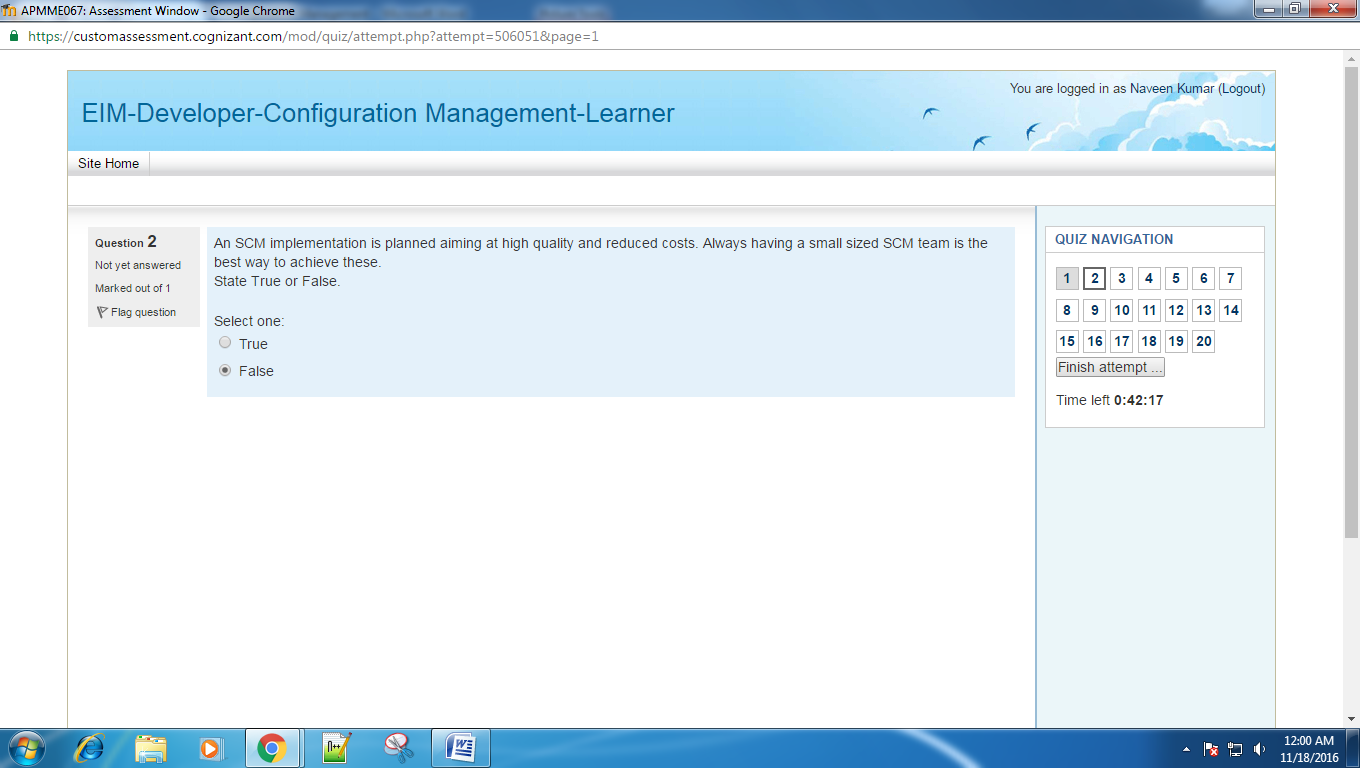 APMME067: Assessment Window - Google Chrome
https://customassessment.cognizant.com/mod/quiz/attempt.php?attempt=506051&page=1
You are logged in as Naveen Kumar (Logout)
EIM-Developer-Configuration Management-Learner
Site Home
Question 2
Not yet answered
Marked out of 1
Flag question
An SCM implementation is planned aiming at high quality and reduced costs. Always having a small sized SCM team is the
best way to achieve these.
State True or False.
Select one:
True
False
QUIZ NAVIGATION
1 2 3 4 5 6 7
8 9 10 11 12 13 14
15 16 17 18 19 20
Finish attempt ...
Time left 0:42:17
12:00 AM
11/18/2016